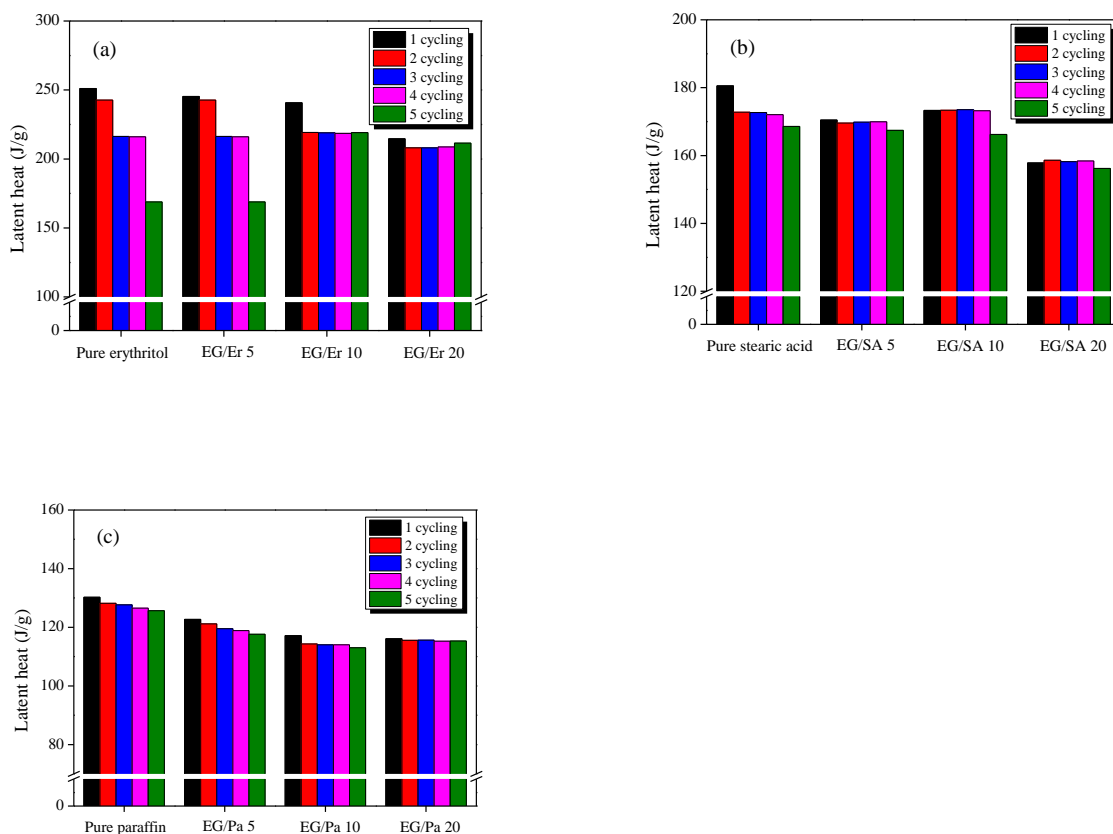 300
250
200
150
100
0
Latent heat (J/g)
(a)
1 cycling
2 cycling
3 cycling
4 cycling
5 cycling
Pure erythritol EG/Er 5 EG/Er 10 EG/Er 20
200
180
160
140
120
0
Latent heat (J/g)
(b)
1 cycling
2 cycling
3 cycling
4 cycling
5 cycling
Pure stearic acid EG/SA 5 EG/SA 10 EG/SA 20
160
140
120
100
80
0
Latent heat (J/g)
(c)
1 cycling
2 cycling
3 cycling
4 cycling
5 cycling
Pure paraffin EG/Pa 5 EG/Pa 10 EG/Pa 20